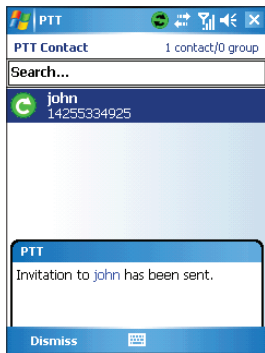 PTT
PTT Contact 1 contact/0 group
Search...
john
14255334925
PTT
Invitation to john has been sent.
Dismiss